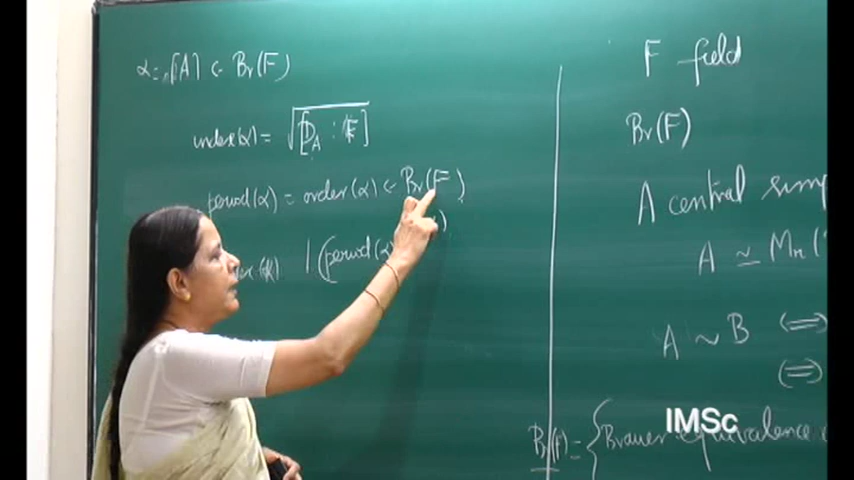 α = [A] ∈ Br(F)
index(α) = √[D_A : F]
period(α) = order(α) ∈ Br(F)
| (period(α
F field
Br(F)
A central simp
A ≃ M_n(
A ~ B ⟺
⟺
Br(F) = { Brauer equivalence
IMSc